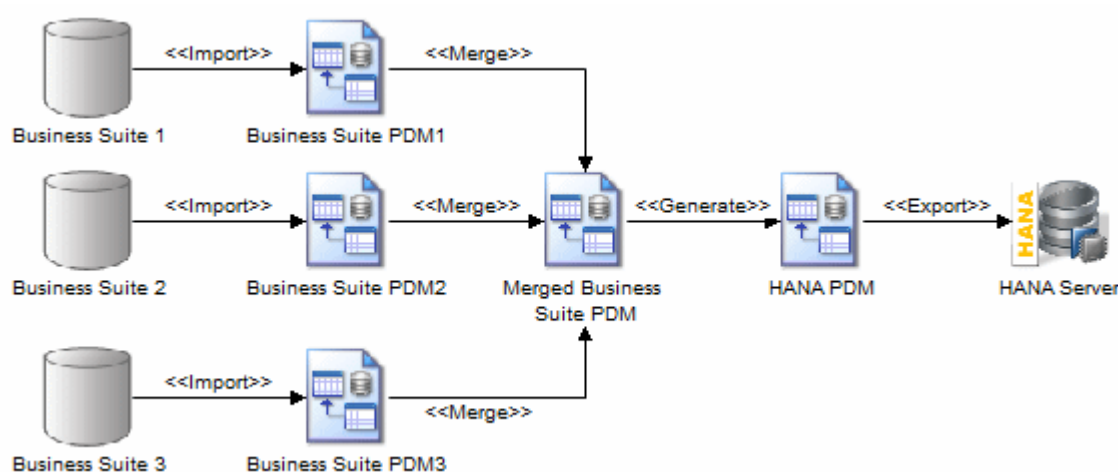 <<Import>>
<<Merge>>
Business Suite 1
Business Suite PDM1
<<Import>>
<<Merge>>
<<Generate>>
<<Export>>
HANA
Business Suite 2
Business Suite PDM2
Merged Business
Suite PDM
HANA PDM
HANA Server
<<Import>>
<<Merge>>
Business Suite 3
Business Suite PDM3